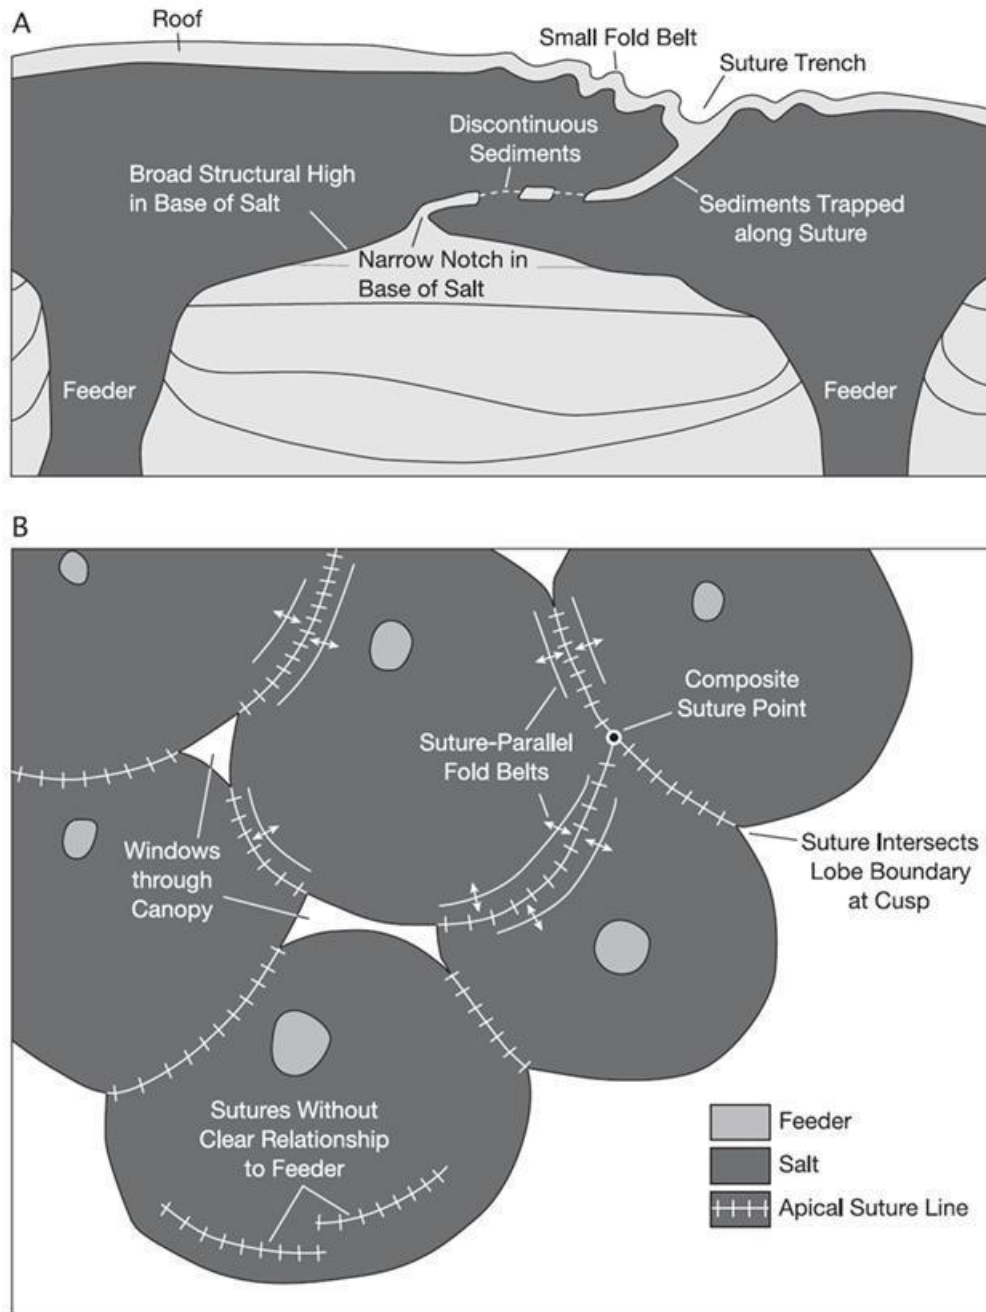 A
Roof
Small Fold Belt
Suture Trench
Discontinuous
Sediments
Broad Structural High
in Base of Salt
Sediments Trapped
along Suture
Narrow Notch in
Base of Salt
Feeder
Feeder
B
Composite
Suture Point
Suture-Parallel
Fold Belts
Windows
through
Canopy
Suture Intersects
Lobe Boundary
at Cusp
Sutures Without
Clear Relationship
to Feeder
Feeder
Salt
Apical Suture Line